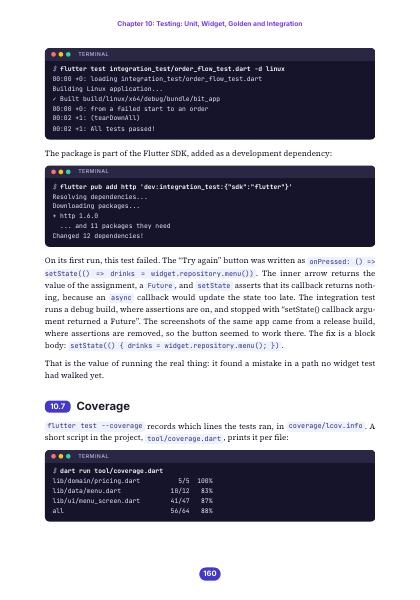 Chapter 10: Testing: Unit, Widget, Golden and Integration
TERMINAL
$ flutter test integration_test/order_flow_test.dart -d linux
00:00 +0: loading integration_test/order_flow_test.dart
Building Linux application...
✓ Built build/linux/x64/debug/bundle/bit_app
00:00 +0: from a failed start to an order
00:02 +1: (tearDownAll)
00:02 +1: All tests passed!
The package is part of the Flutter SDK, added as a development dependency:
TERMINAL
$ flutter pub add http 'dev:integration_test:{"sdk":"flutter"}'
Resolving dependencies...
Downloading packages...
+ http 1.6.0
... and 11 packages they need
Changed 12 dependencies!
On its first run, this test failed. The “Try again” button was written as onPressed: () =>
setState(() => drinks = widget.repository.menu()). The inner arrow returns the
value of the assignment, a Future, and setState asserts that its callback returns noth-
ing, because an async callback would update the state too late. The integration test
runs a debug build, where assertions are on, and stopped with “setState() callback argu-
ment returned a Future”. The screenshots of the same app came from a release build,
where assertions are removed, so the button seemed to work there. The fix is a block
body: setState(() { drinks = widget.repository.menu(); }).
That is the value of running the real thing: it found a mistake in a path no widget test
had walked yet.
10.7 Coverage
flutter test --coverage records which lines the tests ran, in coverage/lcov.info. A
short script in the project, tool/coverage.dart, prints it per file:
TERMINAL
$ dart run tool/coverage.dart
lib/domain/pricing.dart 5/5 100%
lib/data/menu.dart 10/12 83%
lib/ui/menu_screen.dart 41/47 87%
all 56/64 88%
160